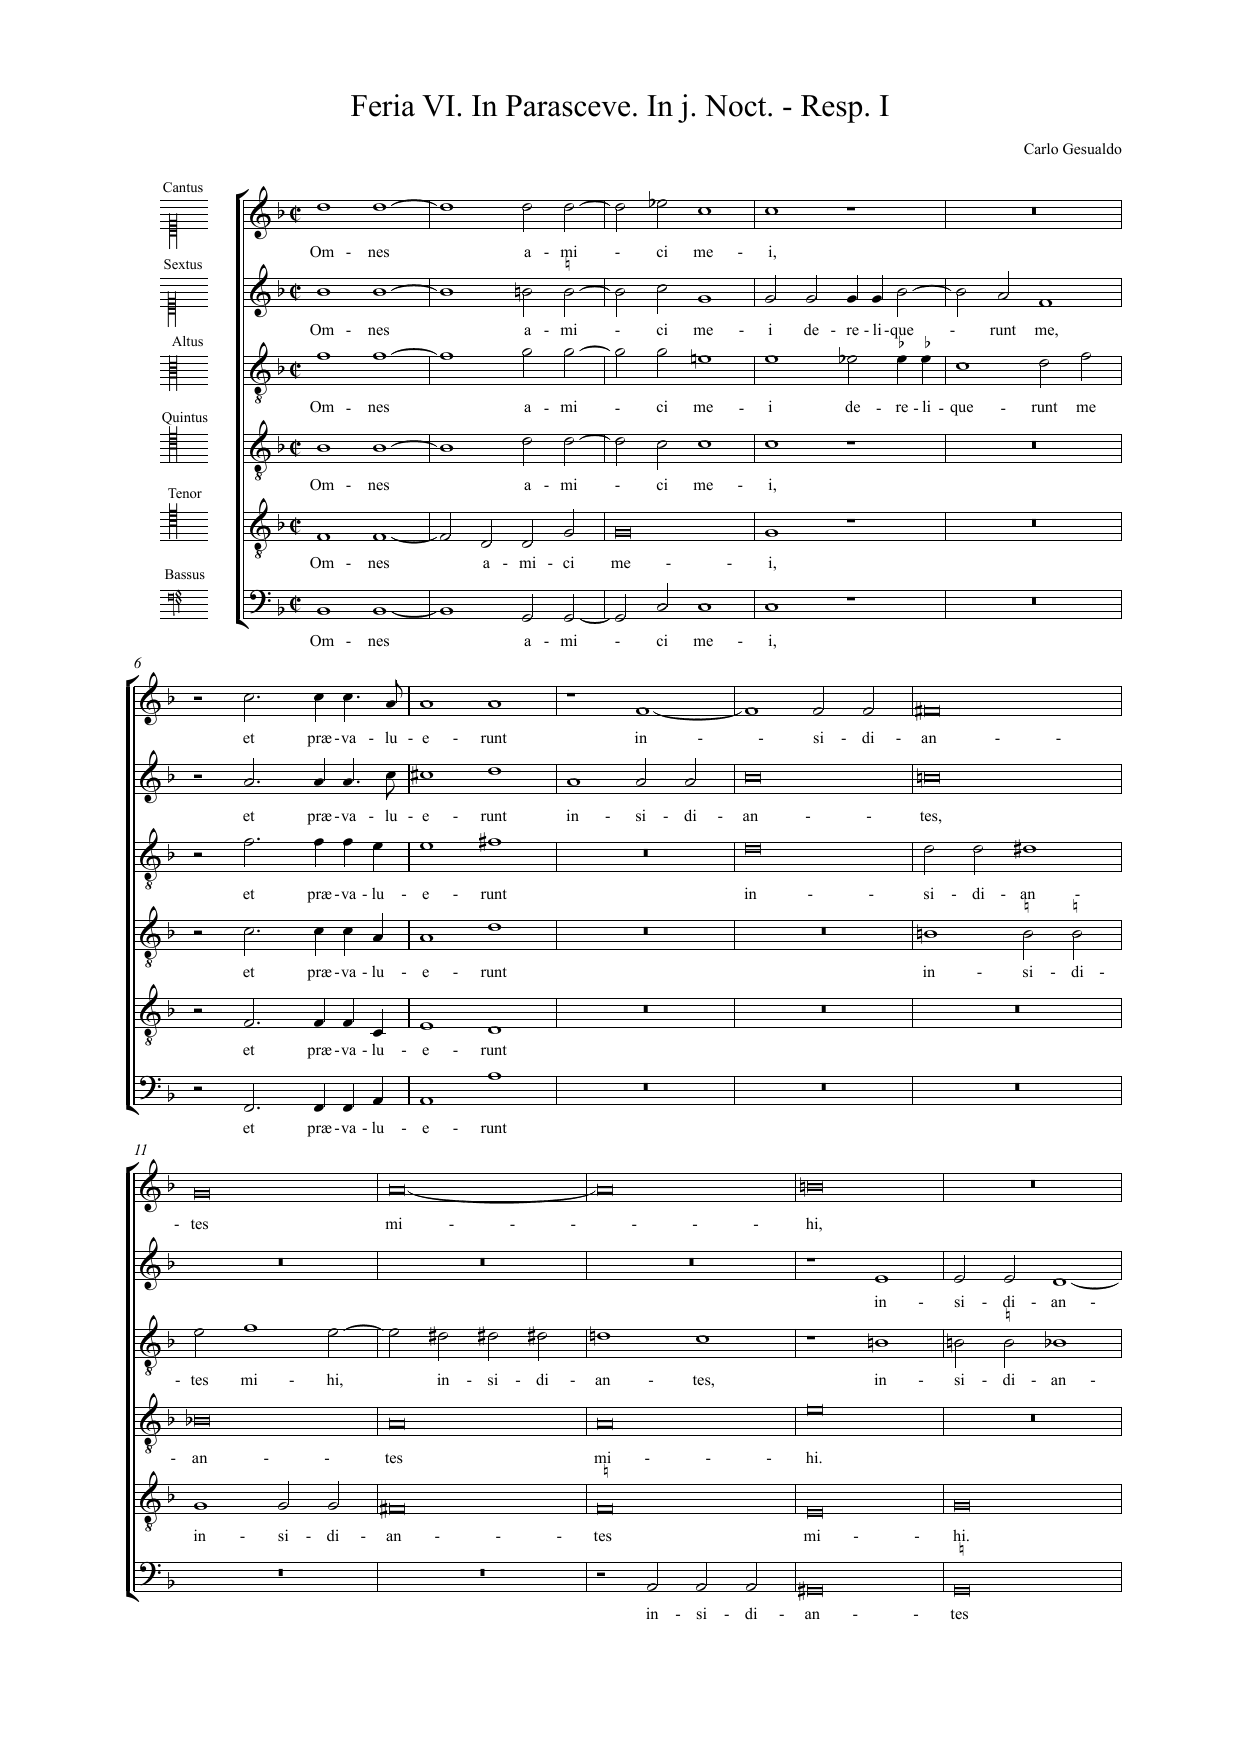 Feria VI. In Parasceve. In j. Noct. - Resp. I
Carlo Gesualdo
Cantus
Om - nes a - mi - ci me - i,
Sextus
Om - nes a - mi - ci me - i de - re - li - que - runt me,
Altus
Om - nes a - mi - ci me - i de - re - li - que - runt me
Quintus
Om - nes a - mi - ci me - i,
Tenor
Om - nes a - mi - ci me - i,
Bassus
Om - nes a - mi - ci me - i,
6
et præ - va - lu - e - runt in - si - di - an -
et præ - va - lu - e - runt in - si - di - an - tes,
et præ - va - lu - e - runt in - si - di - an -
et præ - va - lu - e - runt in - si - di -
et præ - va - lu - e - runt
et præ - va - lu - e - runt
11
- tes mi - hi,
in - si - di - an -
- tes mi - hi, in - si - di - an - tes, in - si - di - an -
- an - tes mi - hi.
in - si - di - an - tes mi - hi.
in - si - di - an - tes